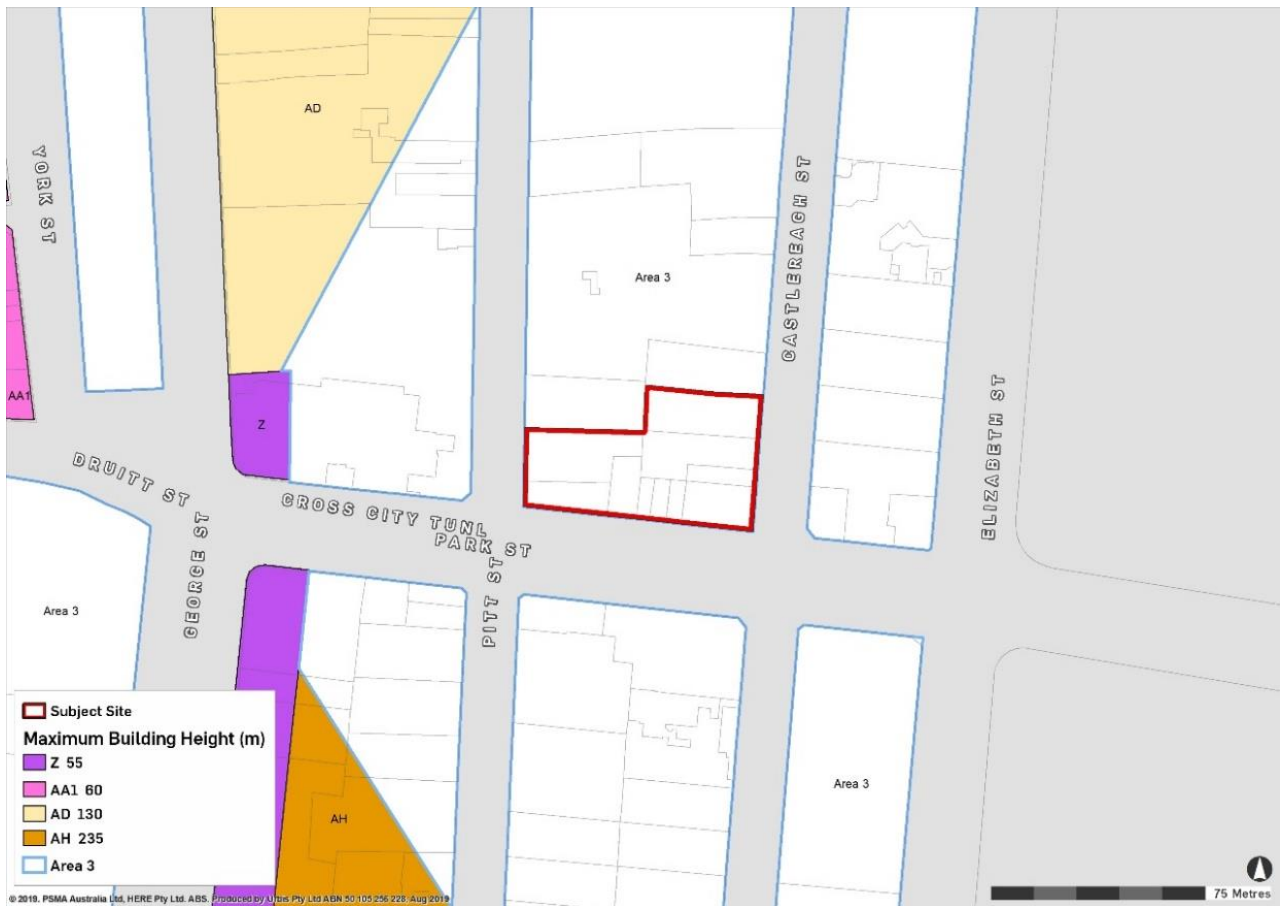 AD
YORK ST
Area 3
CASTLEREAGH ST
AA1
Z
ELIZABETH ST
DRUITT ST
CROSS CITY TUNL
PARK ST
GEORGE ST
PITT ST
Area 3
Area 3
AH
Subject Site
Maximum Building Height (m)
Z 55
AA1 60
AD 130
AH 235
Area 3
© 2019. PSMA Australia Ltd, HERE Pty Ltd. ABS. Produced by Urbis Pty Ltd ABN 50 105 256 228, Aug 2019
75 Metres